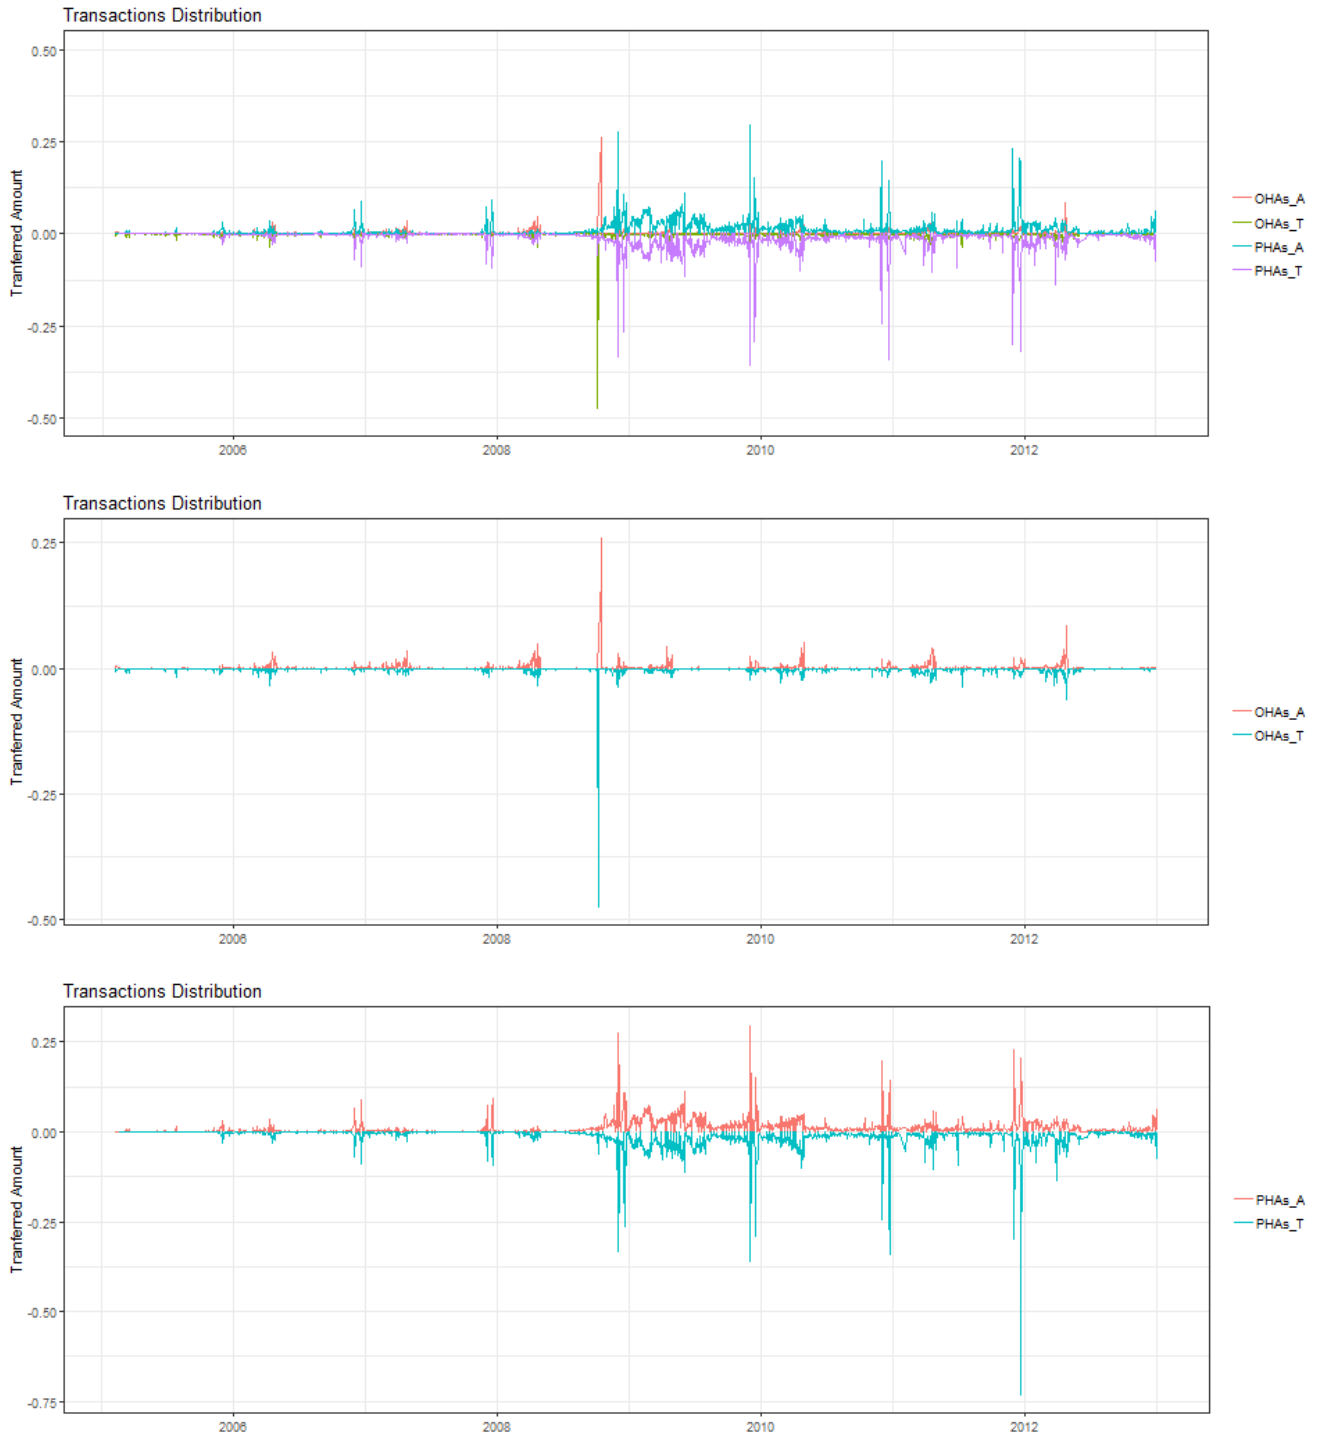 Transactions Distribution
Tranferred Amount
0.50
0.25
0.00
-0.25
-0.50
2006 2008 2010 2012
OHAs_A
OHAs_T
PHAs_A
PHAs_T
Transactions Distribution
Tranferred Amount
0.25
0.00
-0.25
-0.50
2006 2008 2010 2012
OHAs_A
OHAs_T
Transactions Distribution
Tranferred Amount
0.25
0.00
-0.25
-0.50
-0.75
2006 2008 2010 2012
PHAs_A
PHAs_T